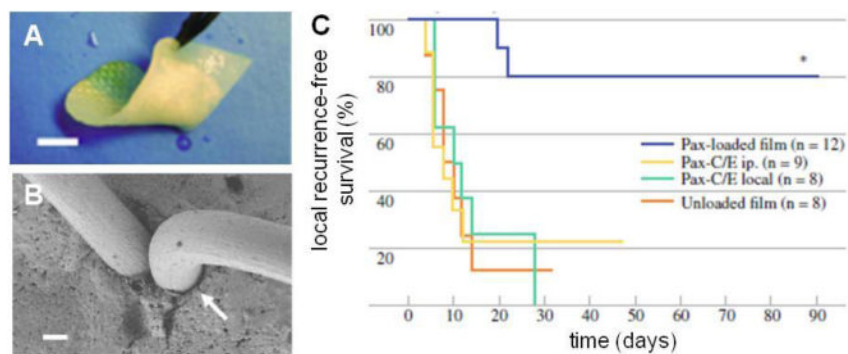 A
B
C
local recurrence-free
survival (%)
100
80
60
40
20
Pax-loaded film (n = 12)
Pax-C/E ip. (n = 9)
Pax-C/E local (n = 8)
Unloaded film (n = 8)
*
0 10 20 30 40 50 60 70 80 90
time (days)